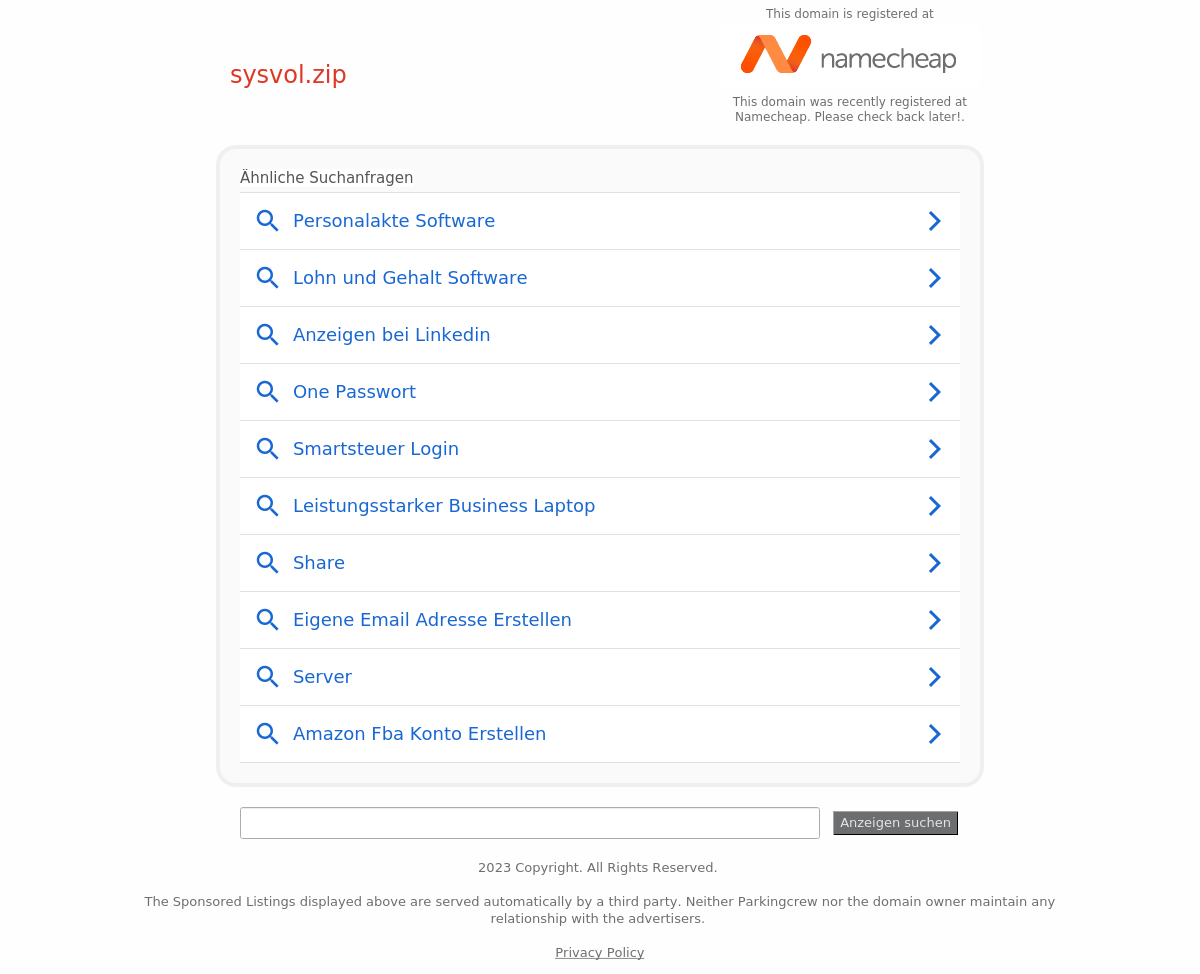 This domain is registered at
namecheap
sysvol.zip
This domain was recently registered at
Namecheap. Please check back later!.
Ähnliche Suchanfragen
Personalakte Software
Lohn und Gehalt Software
Anzeigen bei Linkedin
One Passwort
Smartsteuer Login
Leistungsstarker Business Laptop
Share
Eigene Email Adresse Erstellen
Server
Amazon Fba Konto Erstellen
Anzeigen suchen
2023 Copyright. All Rights Reserved.
The Sponsored Listings displayed above are served automatically by a third party. Neither Parkingcrew nor the domain owner maintain any
relationship with the advertisers.
Privacy Policy